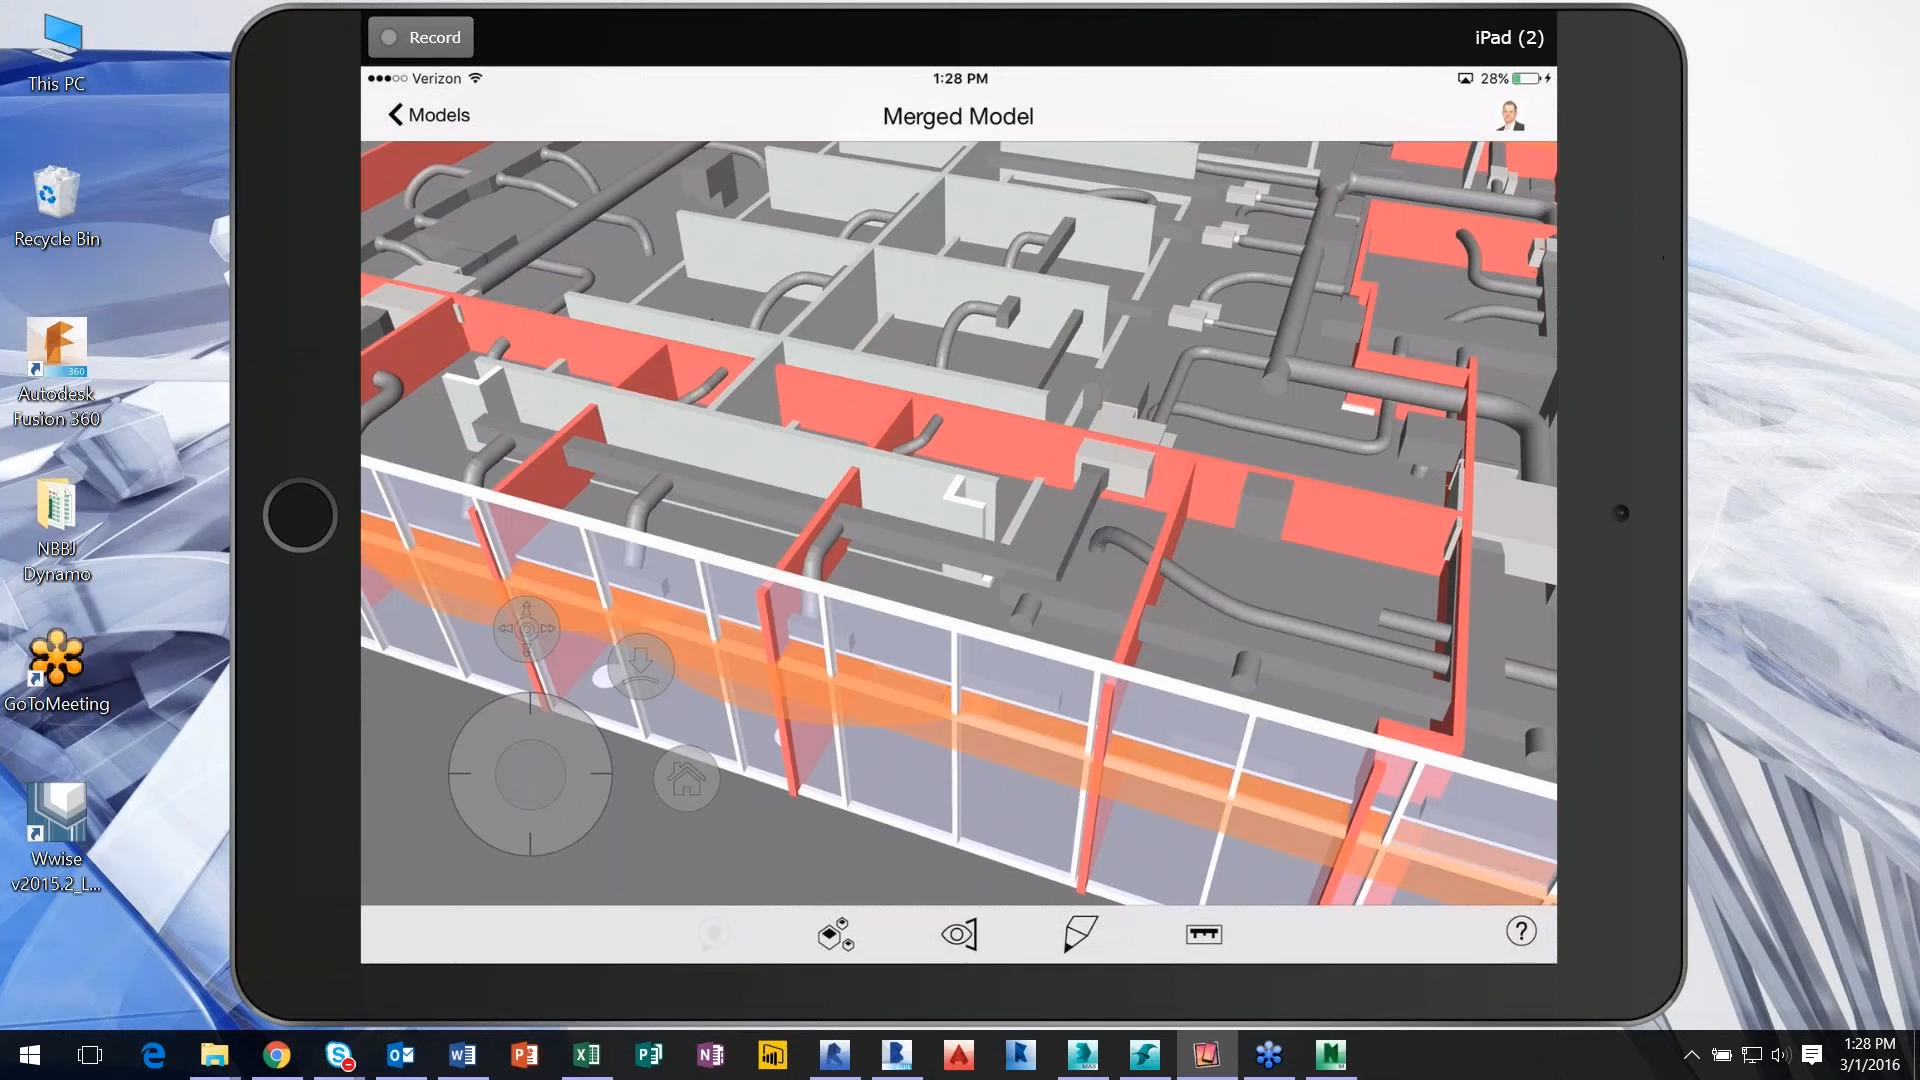 This PC
Recycle Bin
360
Autodesk
Fusion 360
NBBJ
Dynamo
GoToMeeting
Wwise
v2015.2_L...
Record
iPad (2)
Verizon
1:28 PM
28%
Models
Merged Model
?
1:28 PM
3/1/2016